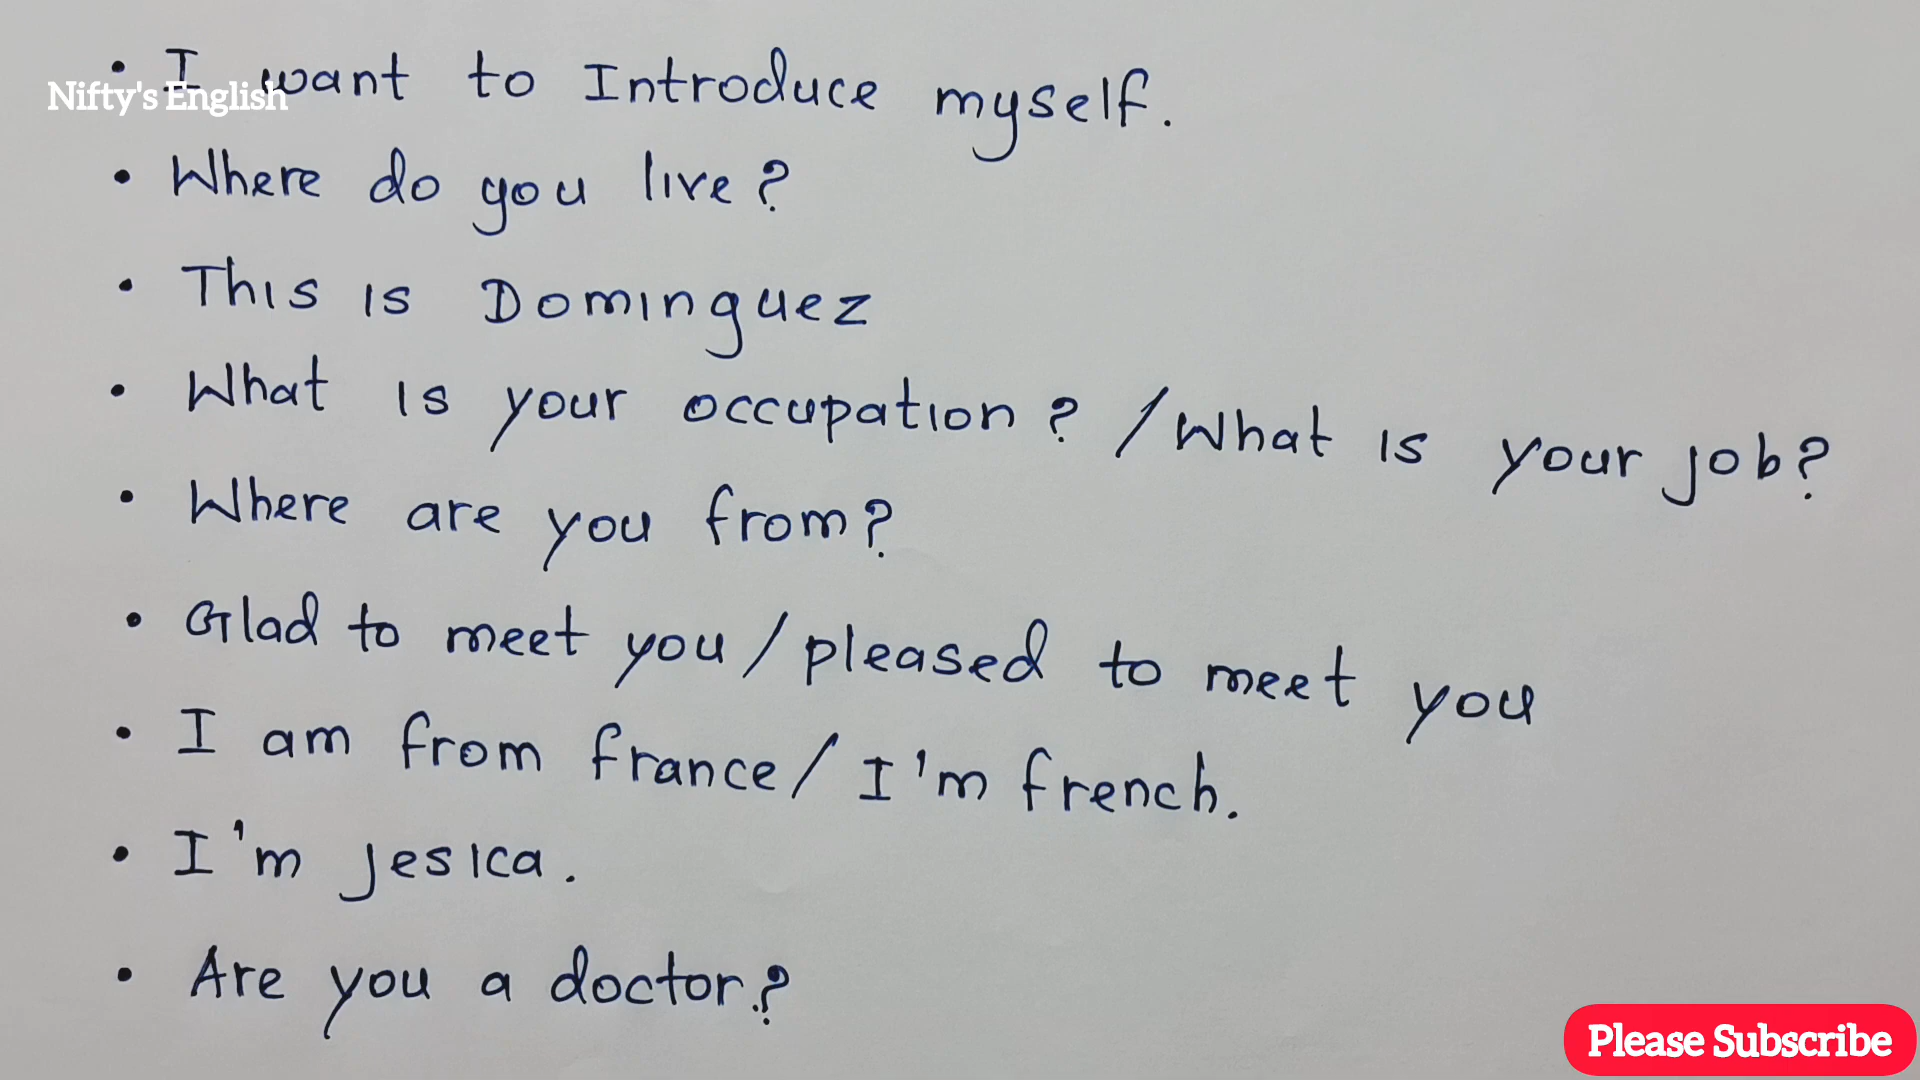 • I want to Introduce myself.
Nifty's English
• Where do you live?
• This is Dominguez
• What is your occupation? / What is your job?
• Where are you from?
• Glad to meet you / pleased to meet you
• I am from france / I'm french.
• I'm Jesica.
• Are you a doctor.?
Please Subscribe